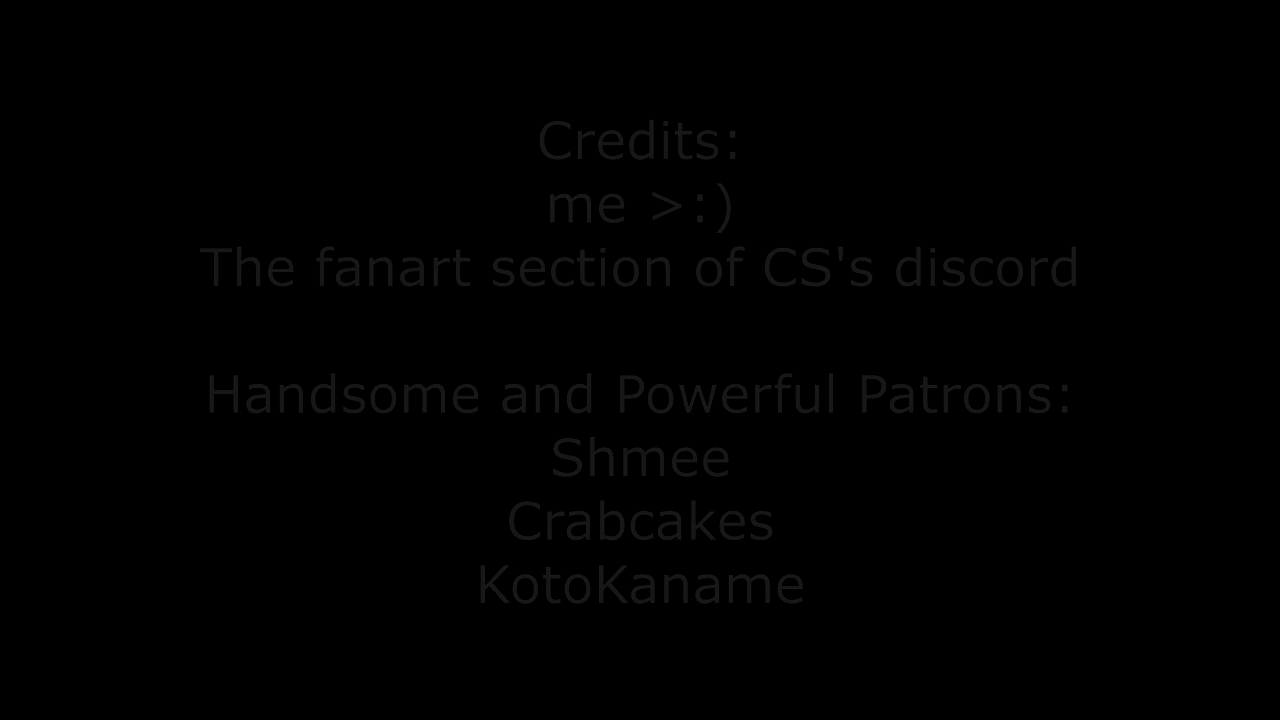 Credits:
me >:)
The fanart section of CS's discord
Handsome and Powerful Patrons:
Shmee
Crabcakes
KotoKaname